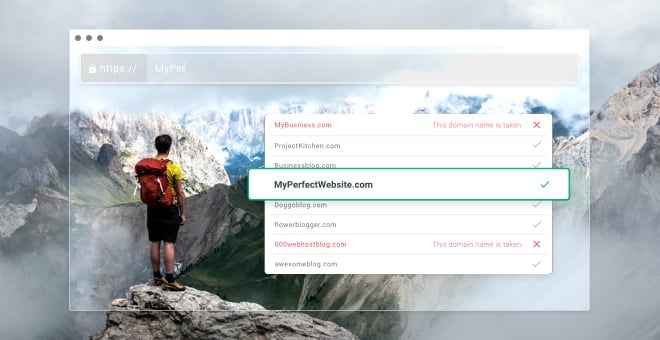 https:// MyPer
MyBusiness.com This domain name is taken
ProjectKitchen.com
Businessblog.com
MyPerfectWebsite.com
Doggoblog.com
flowerblogger.com
000webhostblog.com This domain name is taken
awesomeblog.com